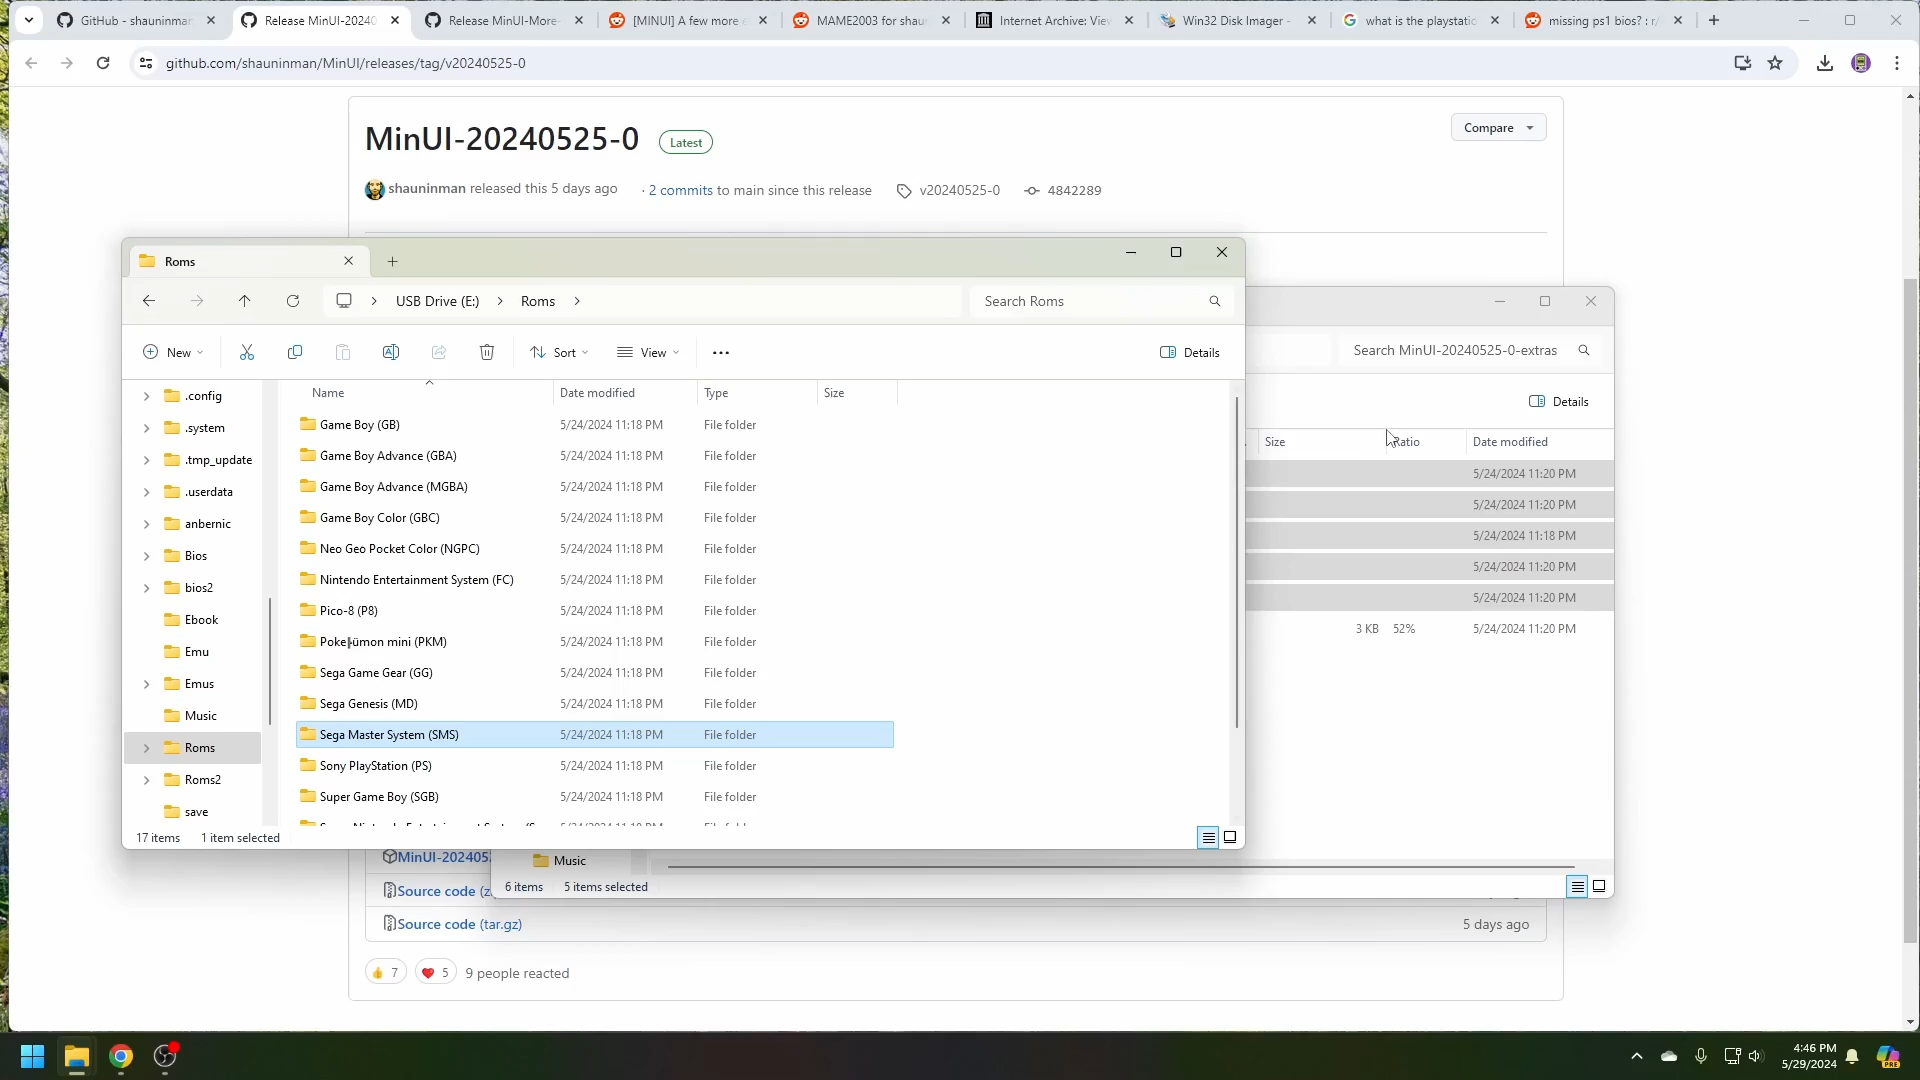 GitHub - shauninman
Release MinUI-20240
Release MinUI-More-
[MINUI] A few more e
MAME2003 for shau
Internet Archive: Viev
Win32 Disk Imager -
what is the playstatic
missing ps1 bios? : r/
github.com/shauninman/MinUI/releases/tag/v20240525-0
MinUI-20240525-0
Latest
Compare
shauninman released this 5 days ago
· 2 commits to main since this release
v20240525-0
4842289
Roms
USB Drive (E:)
Roms
Search Roms
Search MinUI-20240525-0-extras
New
Sort
View
Details
Details
Name
Date modified
Type
Size
Size
Ratio
Date modified
.config
.system
.tmp_update
.userdata
anbernic
Bios
bios2
Ebook
Emu
Emus
Music
Roms
Roms2
save
Game Boy (GB) 5/24/2024 11:18 PM File folder
Game Boy Advance (GBA) 5/24/2024 11:18 PM File folder
Game Boy Advance (MGBA) 5/24/2024 11:18 PM File folder
Game Boy Color (GBC) 5/24/2024 11:18 PM File folder
Neo Geo Pocket Color (NGPC) 5/24/2024 11:18 PM File folder
Nintendo Entertainment System (FC) 5/24/2024 11:18 PM File folder
Pico-8 (P8) 5/24/2024 11:18 PM File folder
Poke╠ümon mini (PKM) 5/24/2024 11:18 PM File folder
Sega Game Gear (GG) 5/24/2024 11:18 PM File folder
Sega Genesis (MD) 5/24/2024 11:18 PM File folder
Sega Master System (SMS) 5/24/2024 11:18 PM File folder
Sony PlayStation (PS) 5/24/2024 11:18 PM File folder
Super Game Boy (SGB) 5/24/2024 11:18 PM File folder
5/24/2024 11:20 PM
5/24/2024 11:20 PM
5/24/2024 11:18 PM
5/24/2024 11:20 PM
5/24/2024 11:20 PM
3 KB 52% 5/24/2024 11:20 PM
17 items
1 item selected
MinUI-202405
Music
6 items
5 items selected
Source code (z
Source code (tar.gz)
5 days ago
7
5
9 people reacted
4:46 PM
5/29/2024
PRE